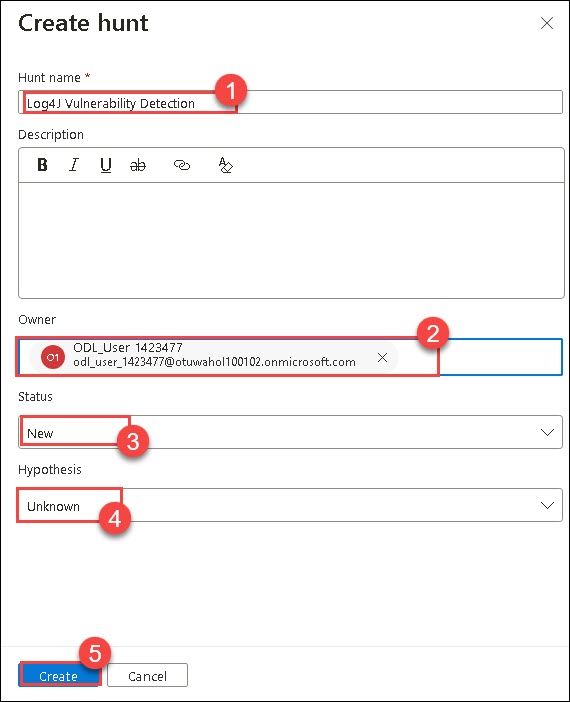 Create hunt
Hunt name *
1
Log4J Vulnerability Detection
Description
B I U ab A
Owner
2
O1
ODL_User 1423477
odl_user_1423477@otuwahol100102.onmicrosoft.com
Status
New
3
Hypothesis
Unknown
4
5
Create Cancel